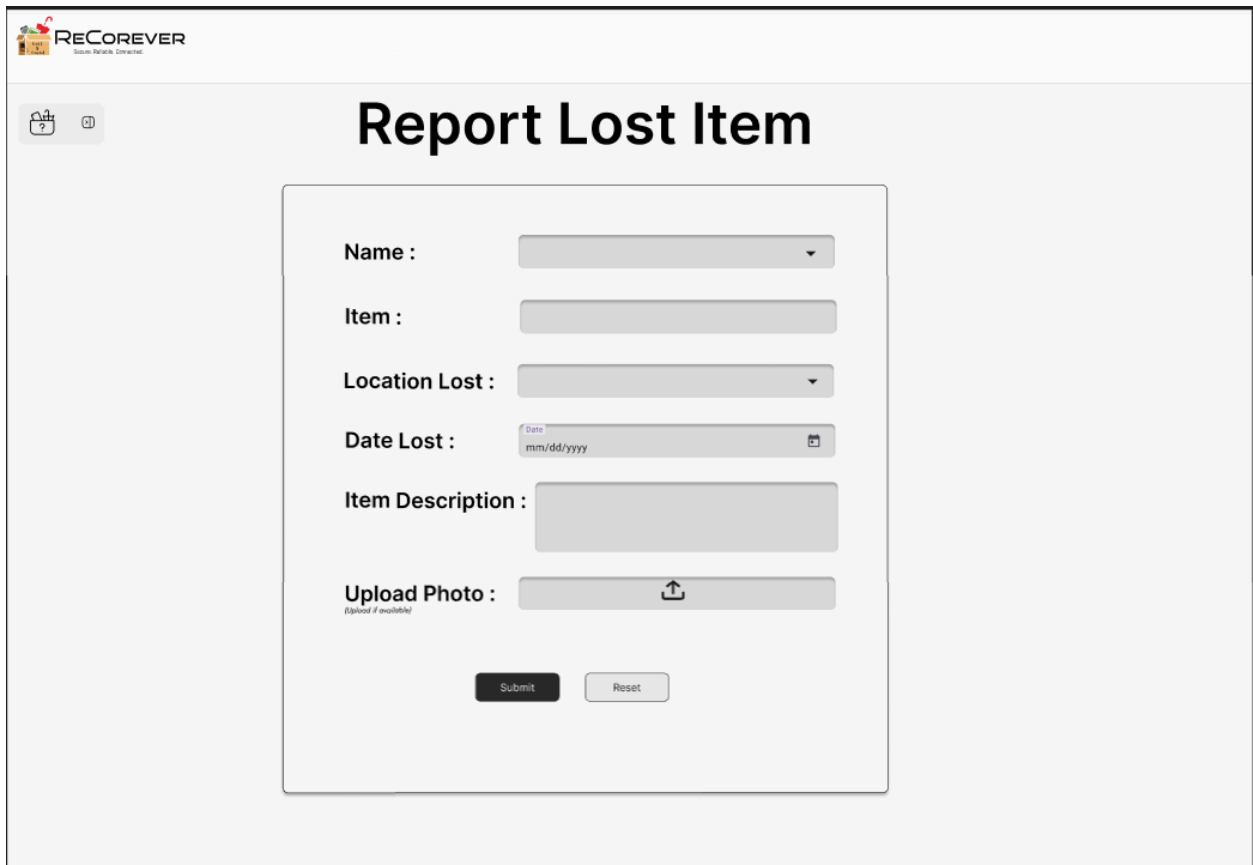 RECOREVER
Secure. Reliable. Connected.
Report Lost Item
Name :
Item :
Location Lost :
Date Lost :
Date
mm/dd/yyyy
Item Description :
Upload Photo :
(Upload if available)
Submit
Reset